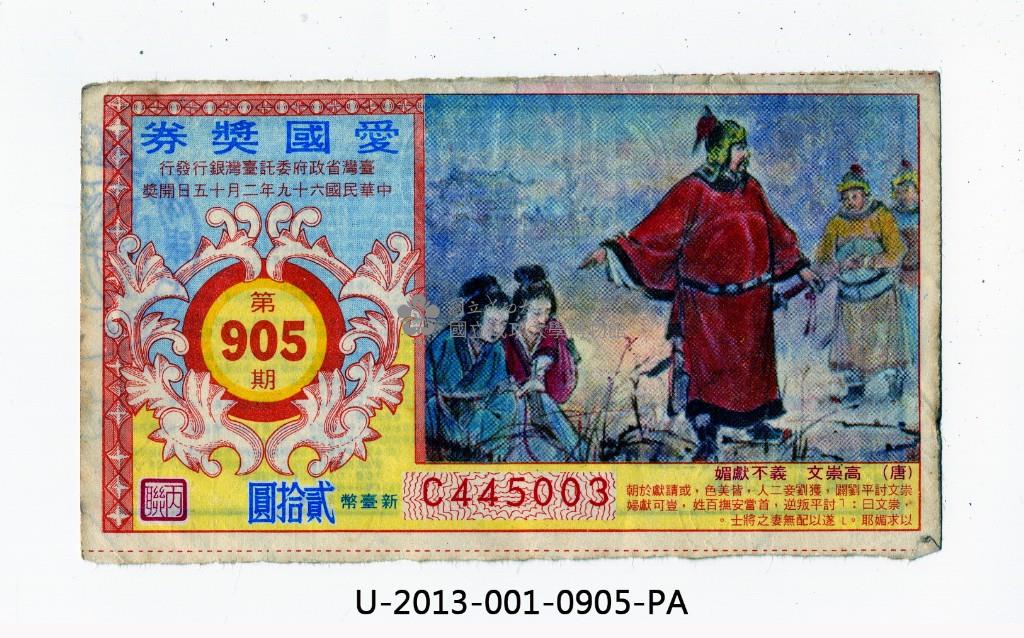 愛國獎券
臺灣省政府委託臺灣銀行發行
中華民國六十九年二月十五日開獎
第
905
期
新臺幣 貳拾圓
丙聯
C445003
(唐) 高崇文 義不獻媚
崇文討平劉闢，獲劉妾二人，皆美色，或請獻於朝
，崇文曰：「討平叛逆，首當安撫百姓，豈可獻婦
以求媚耶。」遂以配無妻之將士。
U-2013-001-0905-PA